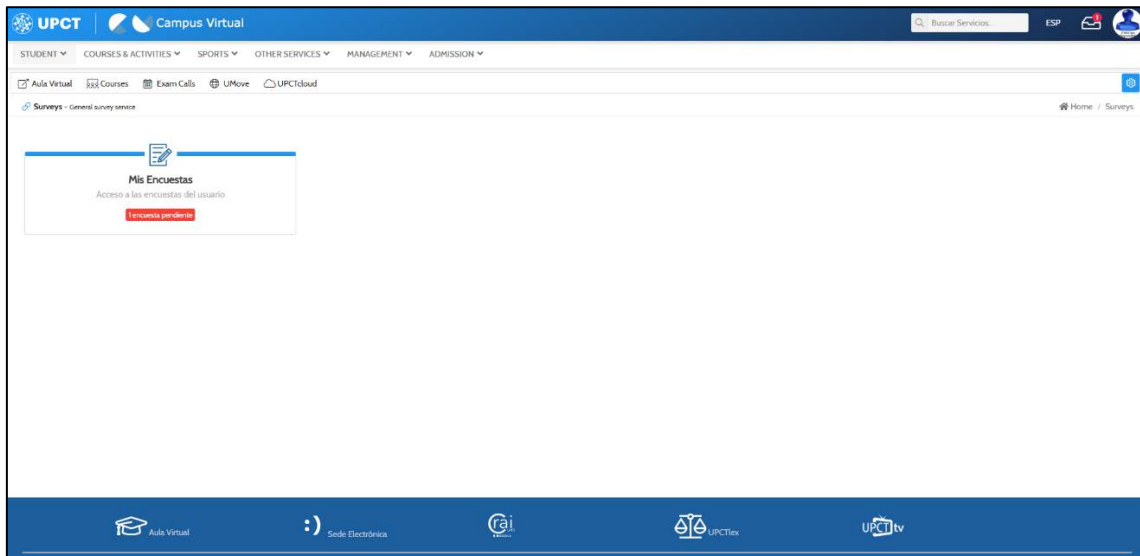 UPCT Campus Virtual Buscar Servicios... ESP 1
STUDENT COURSES & ACTIVITIES SPORTS OTHER SERVICES MANAGEMENT ADMISSION
Aula Virtual Courses Exam Calls UMove UPCTcloud
Surveys - General survey service Home / Surveys
Mis Encuestas
Acceso a las encuestas del usuario
1 encuesta pendiente
Aula Virtual :) Sede Electrónica Crai UPCTlex UPCTtv